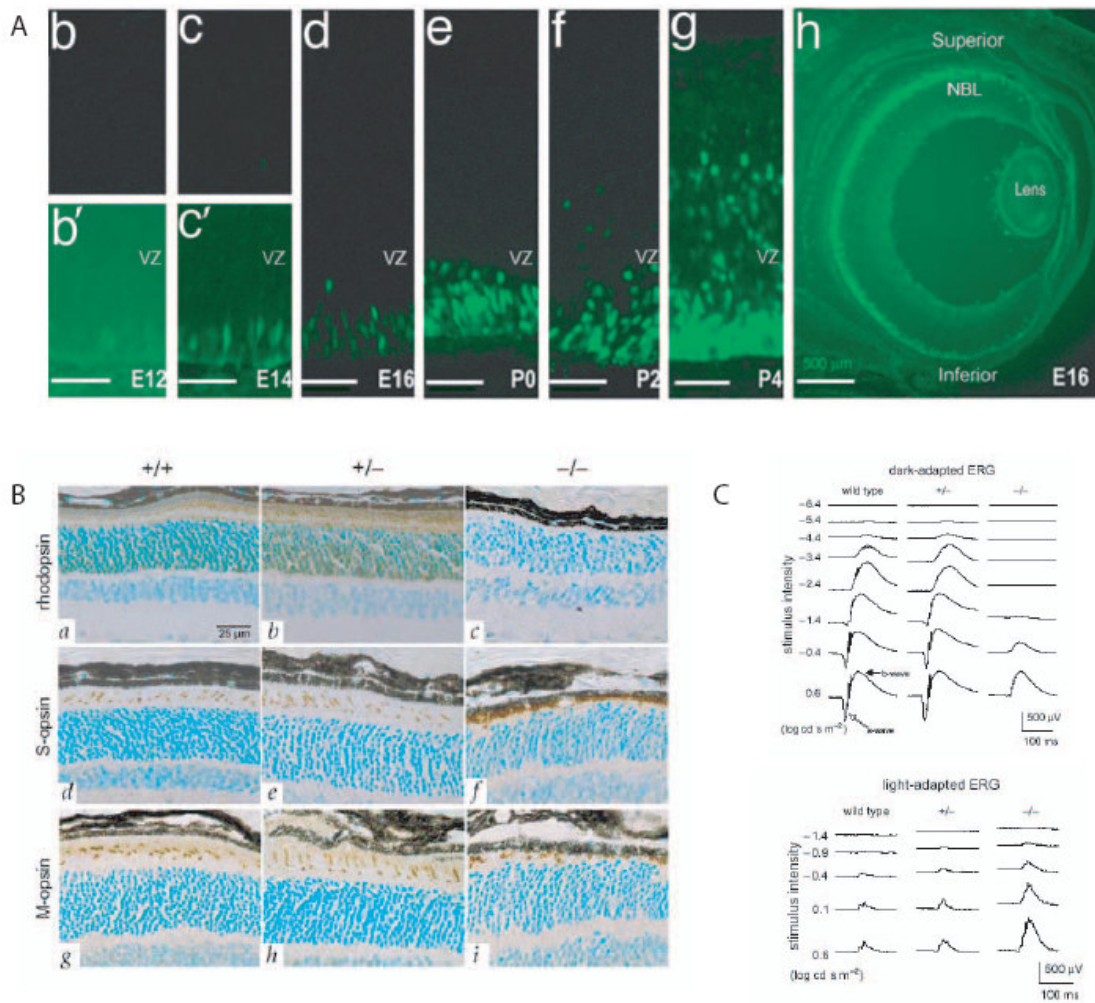 A
b
c
d
e
f
g
h
Superior
NBL
Lens
b'
c'
VZ
VZ
VZ
VZ
VZ
VZ
500 µm
Inferior
E12
E14
E16
P0
P2
P4
E16
B
+/+
+/−
−/−
rhodopsin
a
25 µm
b
c
S-opsin
d
e
f
M-opsin
g
h
i
C
dark-adapted ERG
wild type
+/−
−/−
stimulus intensity
−6.4
−5.4
−4.4
−3.4
−2.4
−1.4
−0.4
0.6
b-wave
a-wave
(log cd s m⁻²)
500 µV
100 ms
light-adapted ERG
wild type
+/−
−/−
stimulus intensity
−1.4
−0.9
−0.4
0.1
0.6
(log cd s m⁻²)
500 µV
100 ms